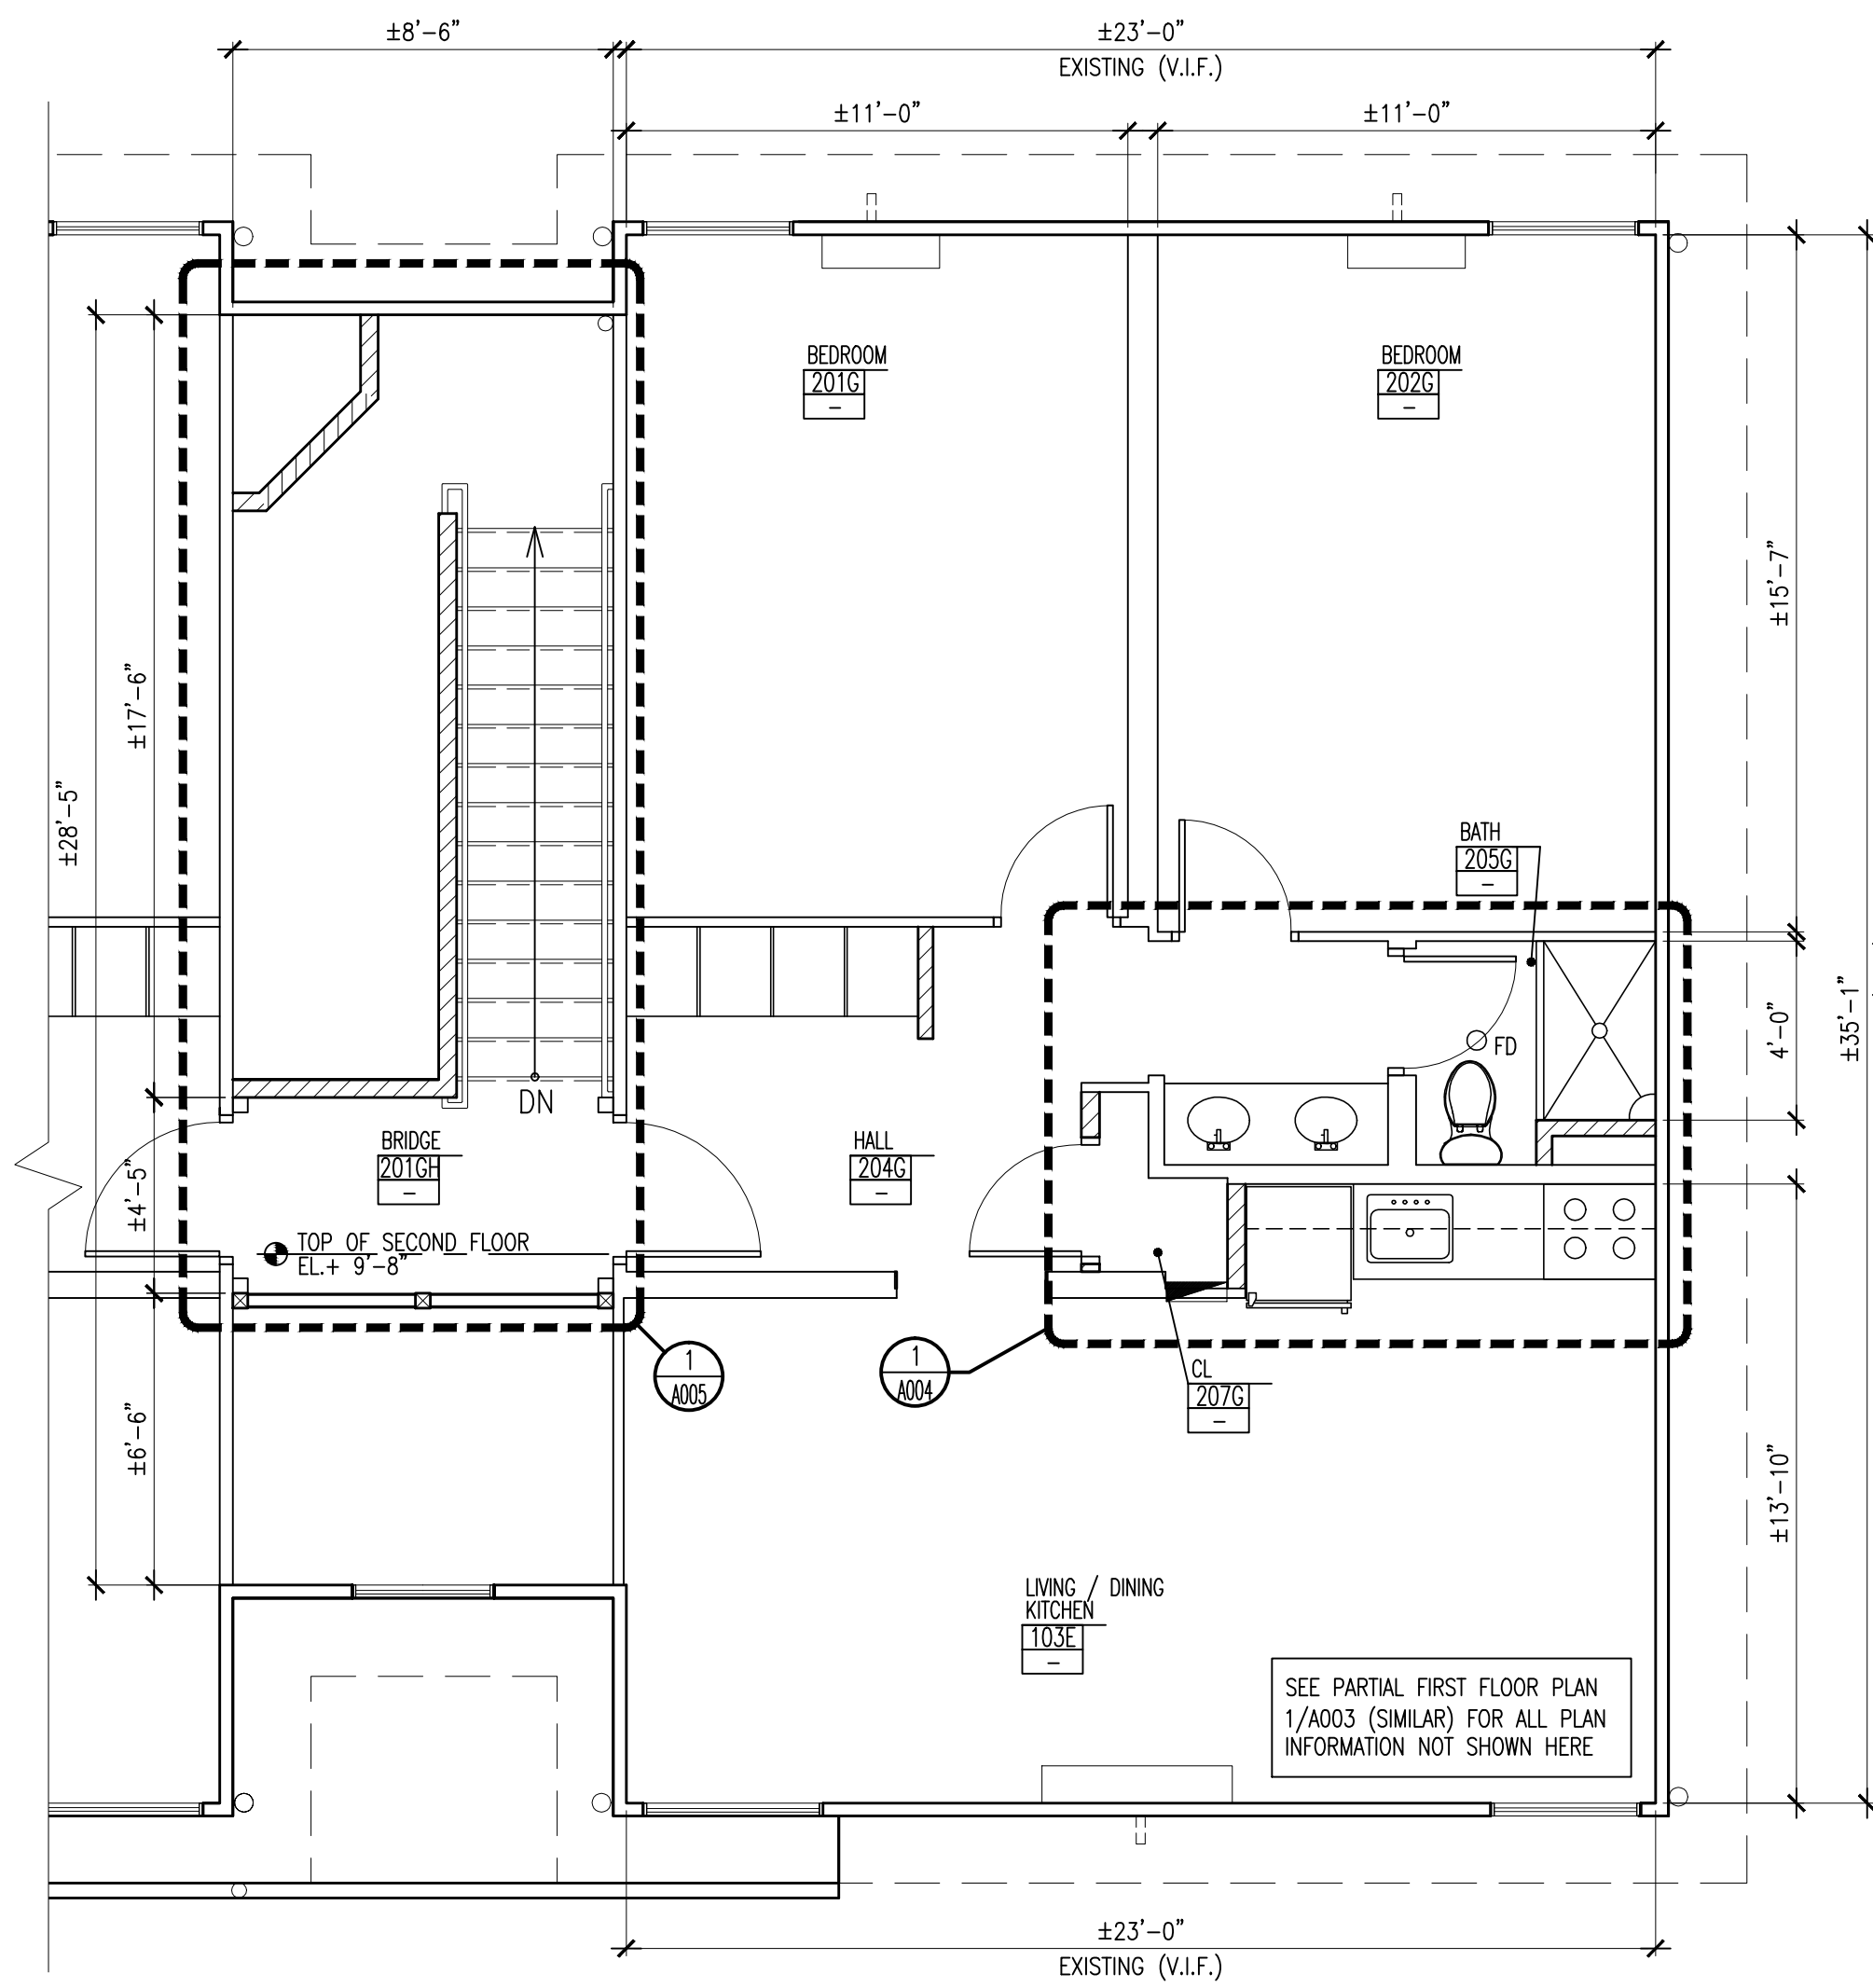 ±8'-6"
±23'-0"
EXISTING (V.I.F.)
±11'-0"
±11'-0"
BEDROOM
201G
-
BEDROOM
202G
-
±15'-7"
±17'-6"
±28'-5"
BATH
205G
-
FD
4'-0"
±35'-1"
DN
BRIDGE
201GH
-
HALL
204G
-
±4'-5"
TOP OF SECOND FLOOR
EL.+ 9'-8"
1
A005
1
A004
CL
207G
-
±6'-6"
±13'-10"
LIVING / DINING
KITCHEN
103E
-
SEE PARTIAL FIRST FLOOR PLAN
1/A003 (SIMILAR) FOR ALL PLAN
INFORMATION NOT SHOWN HERE
±23'-0"
EXISTING (V.I.F.)